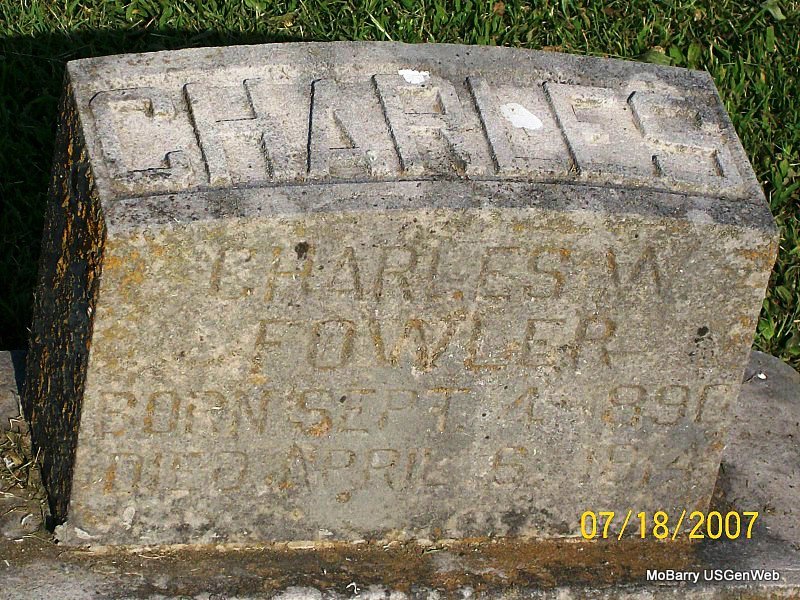 CHARLES
CHARLES W
FOWLER
BORN SEPT. 4 1890
DIED APRIL 6
07/18/2007
MoBarry USGenWeb